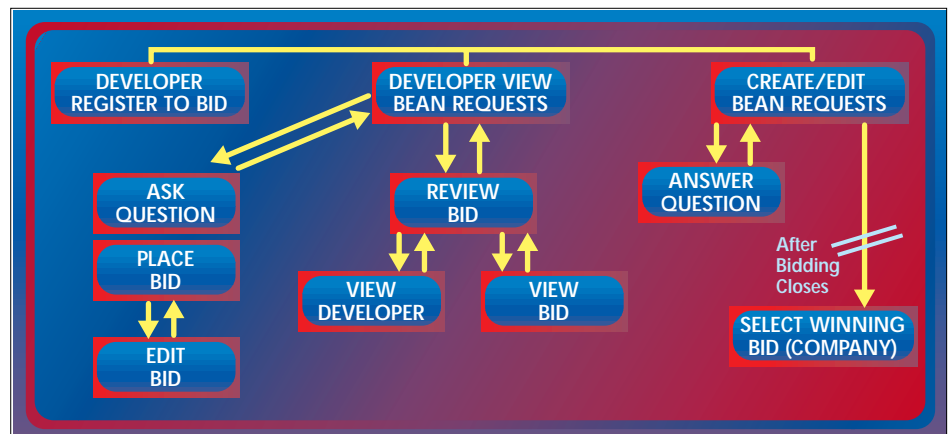 DEVELOPER
REGISTER TO BID
DEVELOPER VIEW
BEAN REQUESTS
CREATE/EDIT
BEAN REQUESTS
ASK
QUESTION
REVIEW
BID
ANSWER
QUESTION
PLACE
BID
After
Bidding
Closes
VIEW
DEVELOPER
VIEW
BID
EDIT
BID
SELECT WINNING
BID (COMPANY)